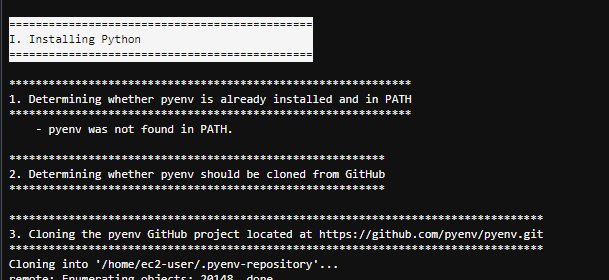 ==============================================
I. Installing Python
==============================================
*************************************************************
1. Determining whether pyenv is already installed and in PATH
*************************************************************
- pyenv was not found in PATH.
*********************************************************
2. Determining whether pyenv should be cloned from GitHub
*********************************************************
*********************************************************************************
3. Cloning the pyenv GitHub project located at https://github.com/pyenv/pyenv.git
*********************************************************************************
Cloning into '/home/ec2-user/.pyenv-repository'...
remote: Enumerating objects: 20148, done.